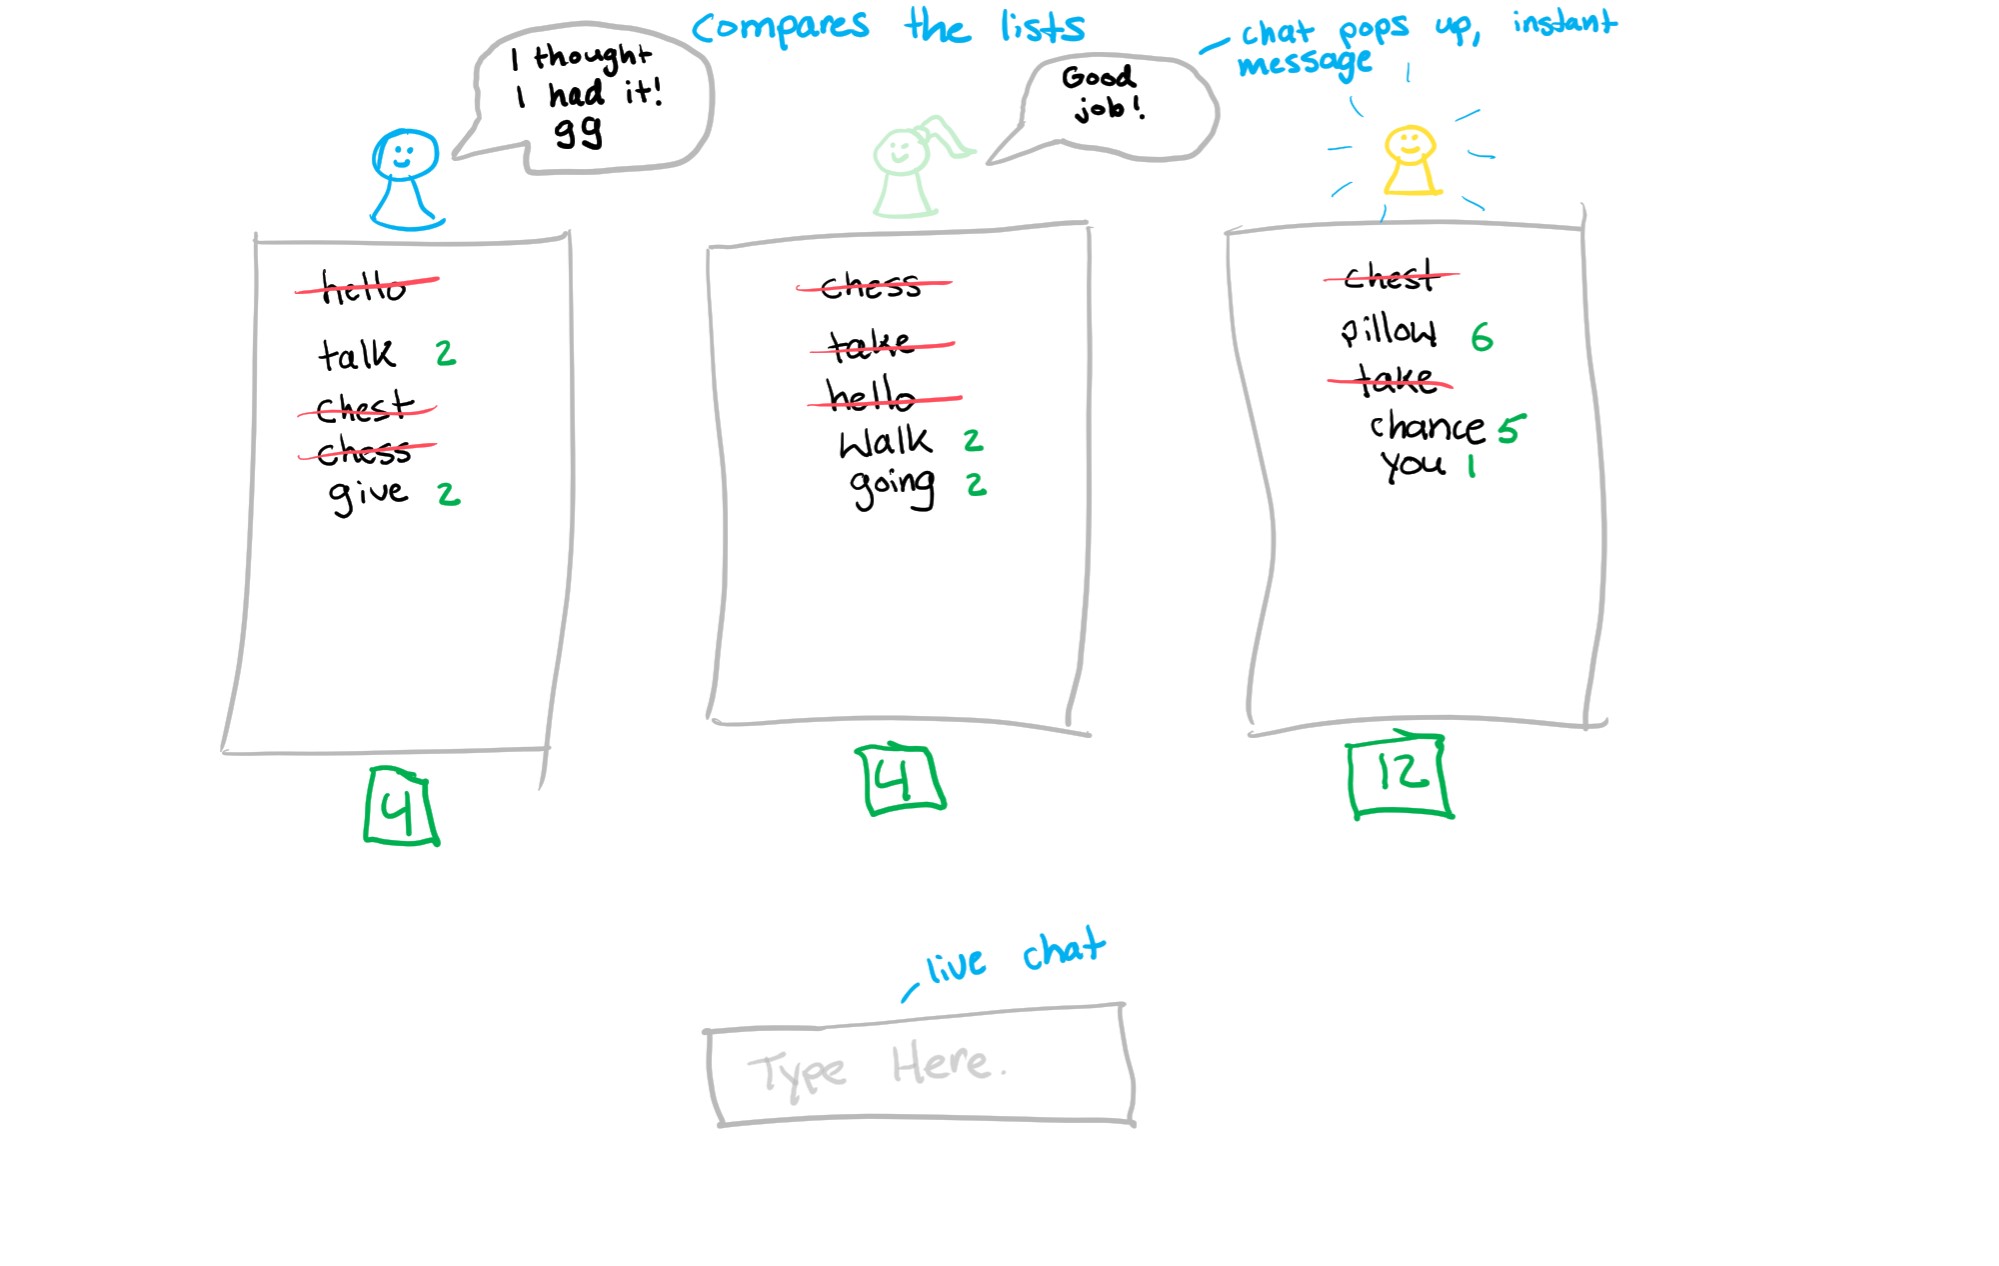 Compares the lists
chat pops up, instant
message
I thought
I had it!
gg
Good
job!
hello
talk 2
chest
chess
give 2
4
chess
take
hello
Walk 2
going 2
4
chest
pillow 6
take
chance 5
you 1
12
live chat
Type Here.